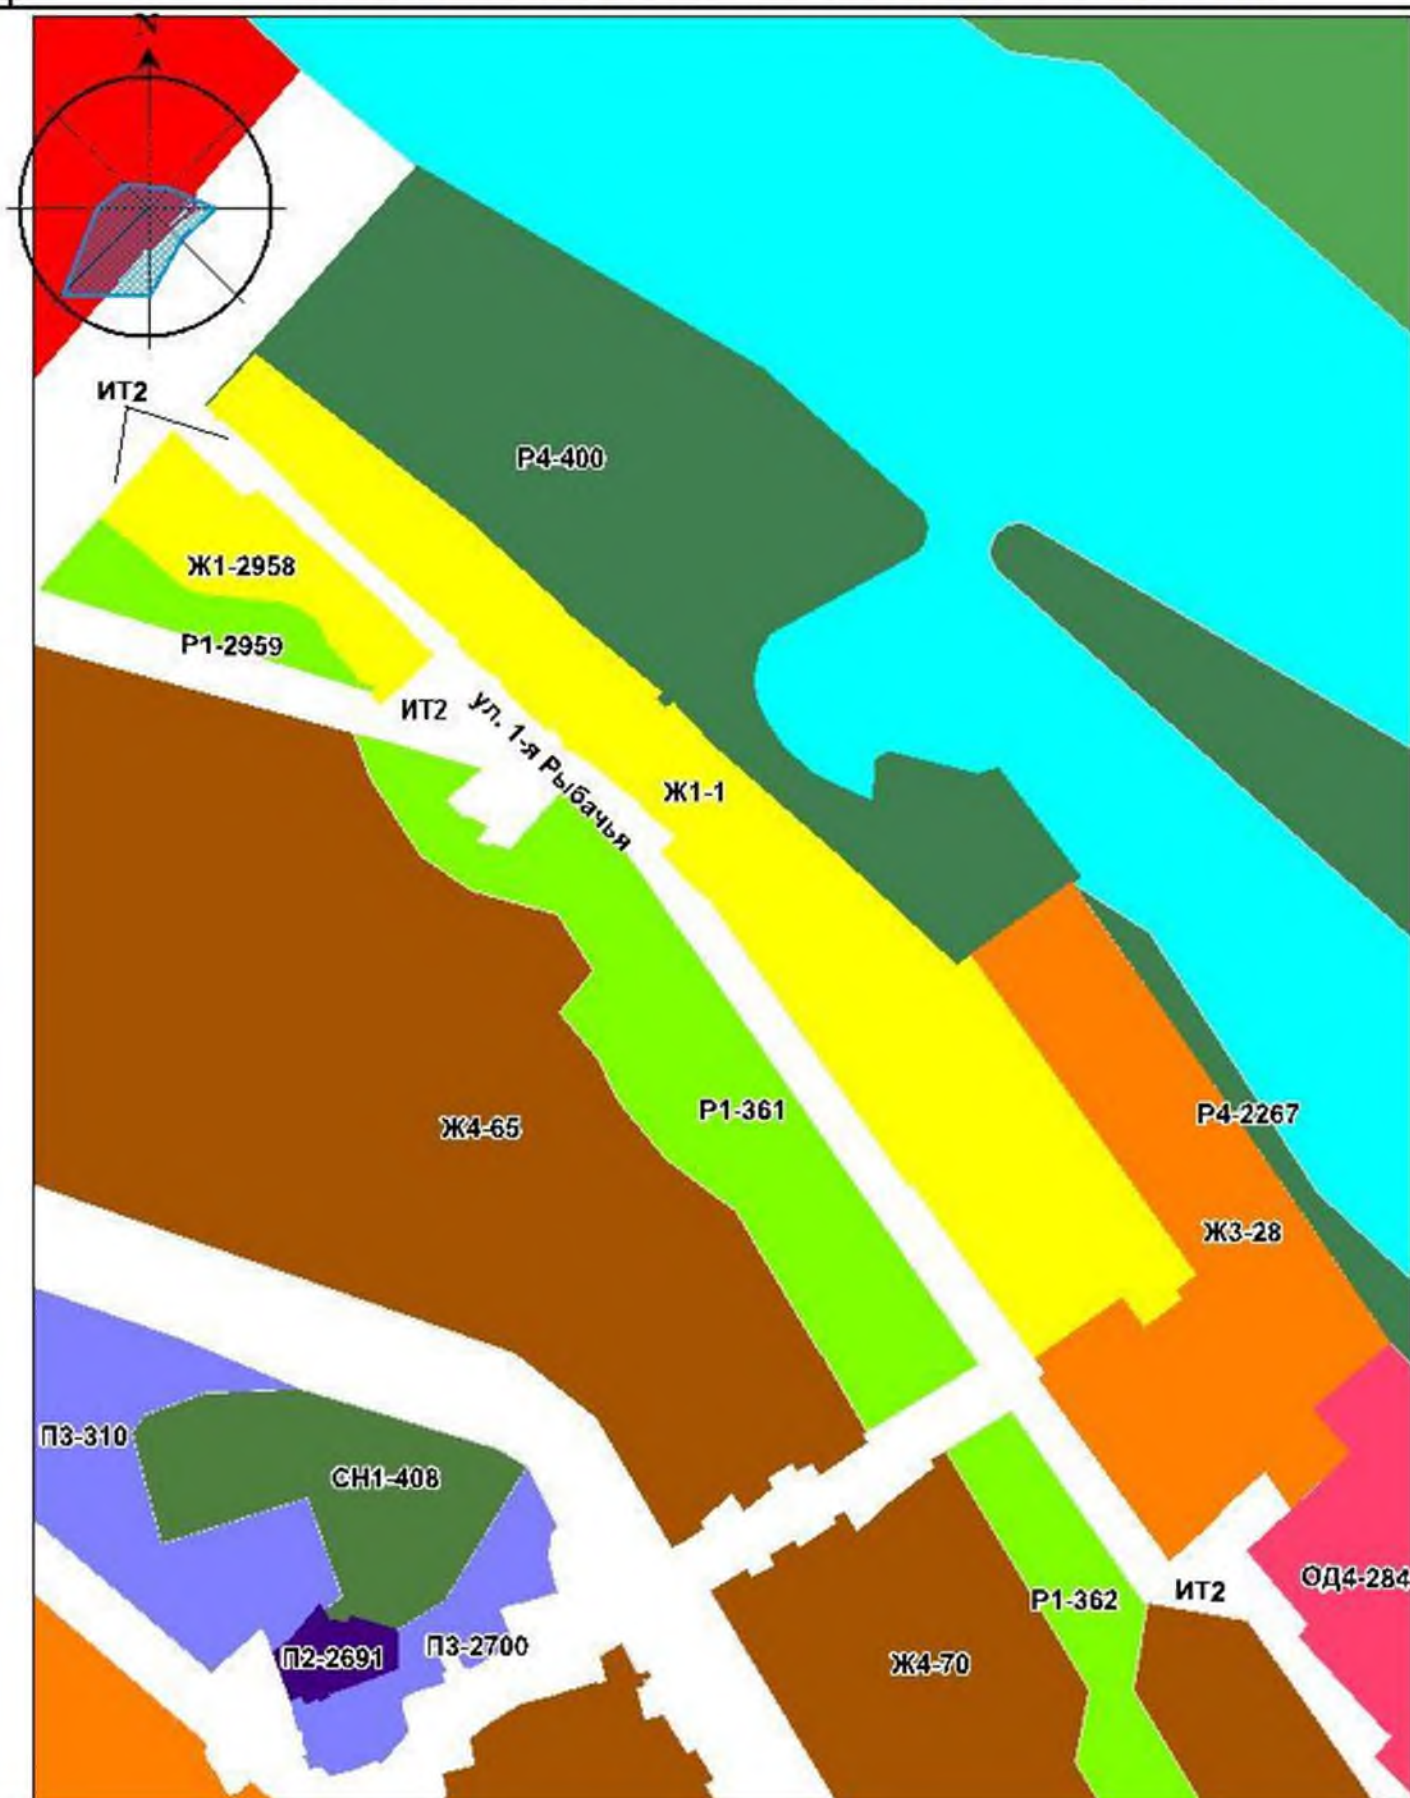 N
ИТ2
Р4-400
Ж1-2958
Р1-2959
ИТ2
ул. 1-я Рыбачья
Ж1-1
Р1-361
Ж4-65
Р4-2267
Ж3-28
П3-310
СН1-408
ОД4-284
ИТ2
Р1-362
П2-2691
П3-2700
Ж4-70